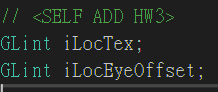 // <SELF ADD HW3>
GLint iLocTex;
GLint iLocEyeOffset;